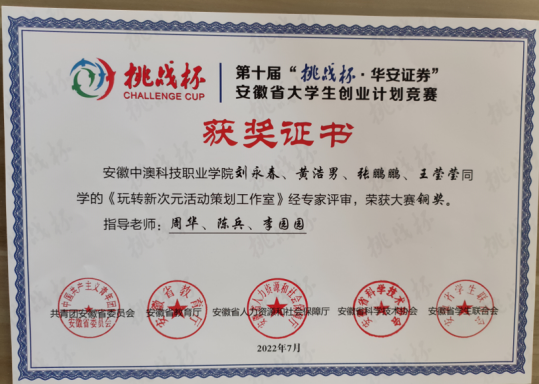 挑战杯
CHALLENGE CUP
第十届“挑战杯·华安证券”
安徽省大学生创业计划竞赛
获奖证书
安徽中澳科技职业学院刘永春、黄浩男、张鹏鹏、王莹莹同
学的《玩转新次元活动策划工作室》经专家评审，荣获大赛铜奖。
指导老师：周华、陈兵、李园园
共青团安徽省委员会 安徽省教育厅 安徽省人力资源和社会保障厅 安徽省科学技术协会 安徽省学生联合会
2022年7月